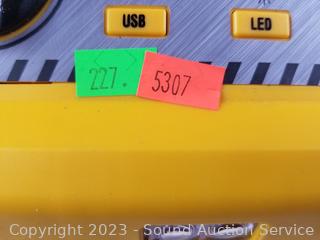 USB LED
227. 5307
Copyright 2023 - Sound Auction Service